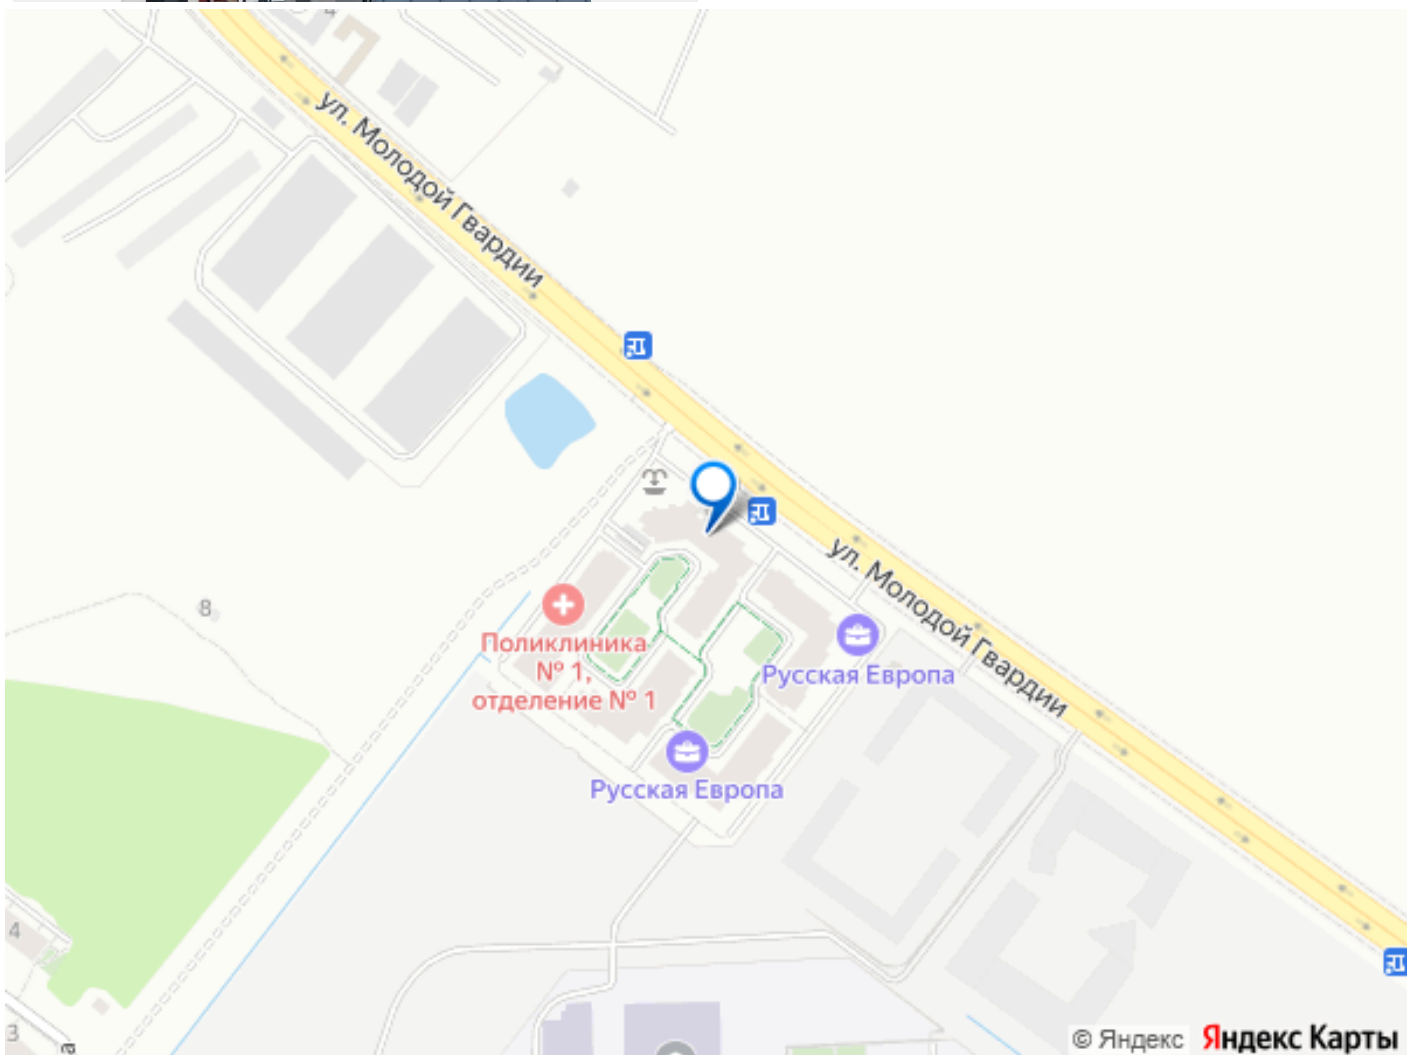 4
ул. Молодой Гвардии
8
ул. Молодой Гвардии
Поликлиника
№ 1,
отделение № 1
Русская Европа
Русская Европа
4
3
а
© Яндекс Яндекс Карты